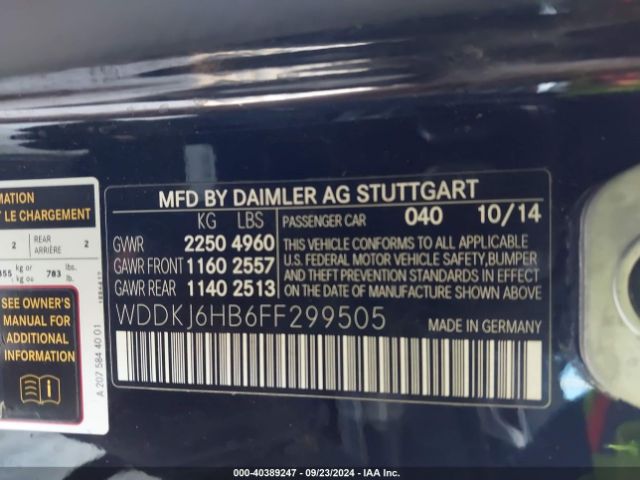 MATION
T LE CHARGEMENT
2 REAR ARRIÈRE 2
355 kg or kg ou 783 lbs. lb.
SEE OWNER'S
MANUAL FOR
ADDITIONAL
INFORMATION
A 207 584 40 01
MFD BY DAIMLER AG STUTTGART
KG LBS
GVWR 2250 4960
GAWR FRONT 1160 2557
GAWR REAR 1140 2513
PASSENGER CAR 040 10/14
THIS VEHICLE CONFORMS TO ALL APPLICABLE
U.S. FEDERAL MOTOR VEHICLE SAFETY, BUMPER
AND THEFT PREVENTION STANDARDS IN EFFECT
ON THE DATE OF MANUFACTURE SHOWN ABOVE.
WDDKJ6HB6FF299505
MADE IN GERMANY
000-40389247 - 09/23/2024 - IAA Inc.